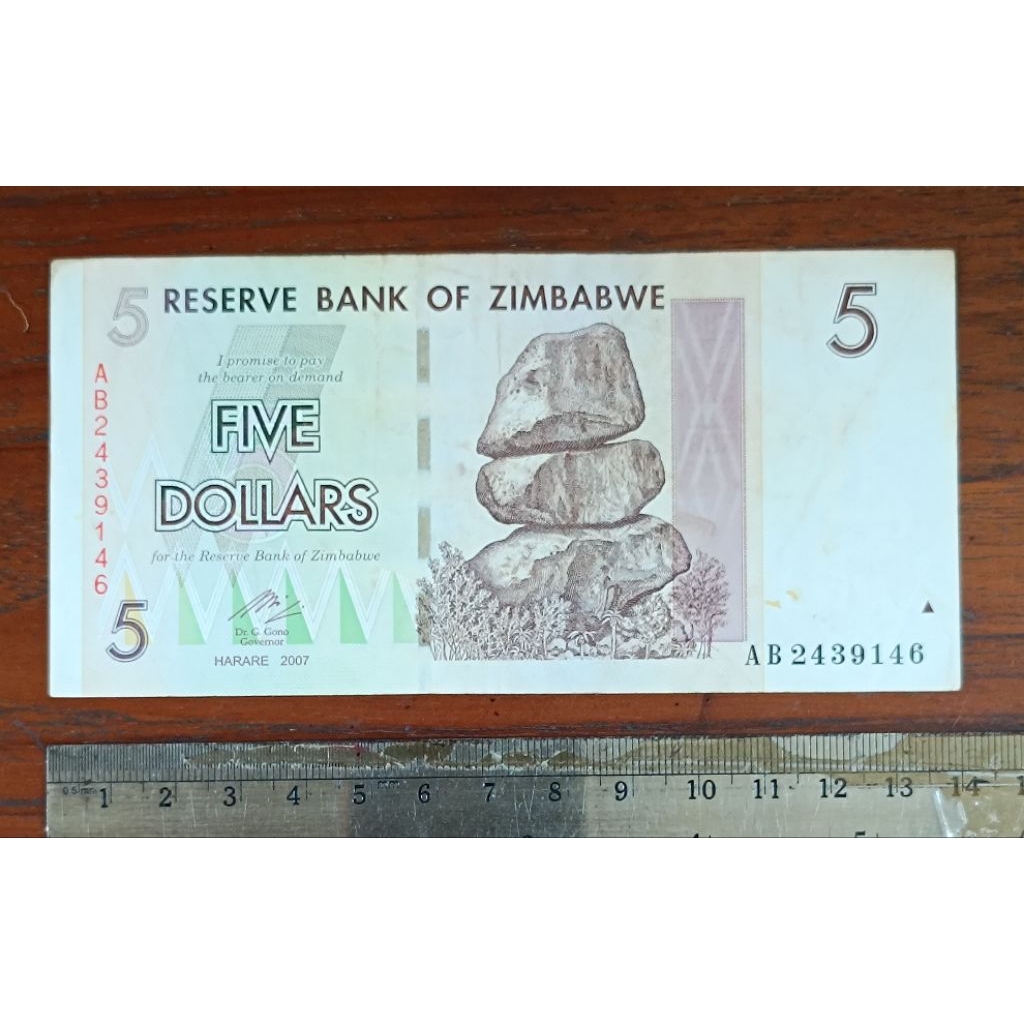 5 RESERVE BANK OF ZIMBABWE 5
I promise to pay
the bearer on demand
FIVE
DOLLARS
for the Reserve Bank of Zimbabwe
AB2439146
5
Dr. G. Gono
Governor
HARARE 2007
AB2439146
1 2 3 4 5 6 7 8 9 10 11 12 13 14